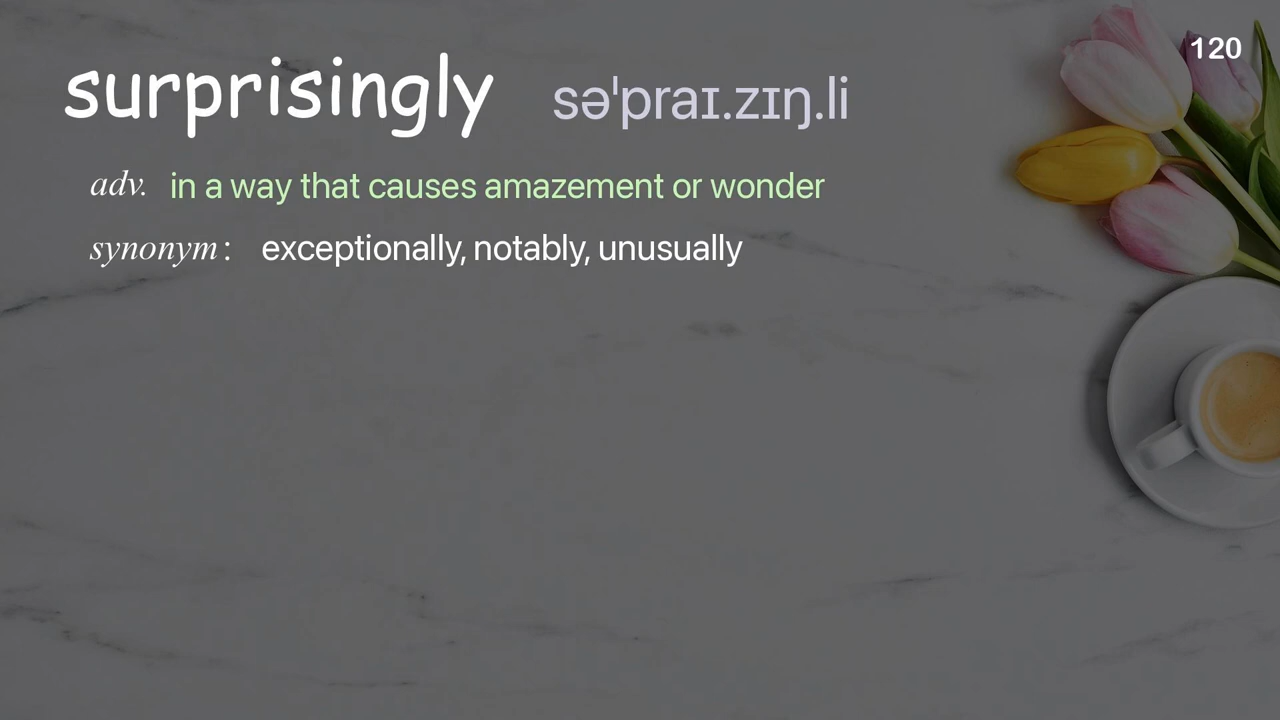 120
surprisingly səˈpraɪ.zɪŋ.li
adv. in a way that causes amazement or wonder
synonym: exceptionally, notably, unusually